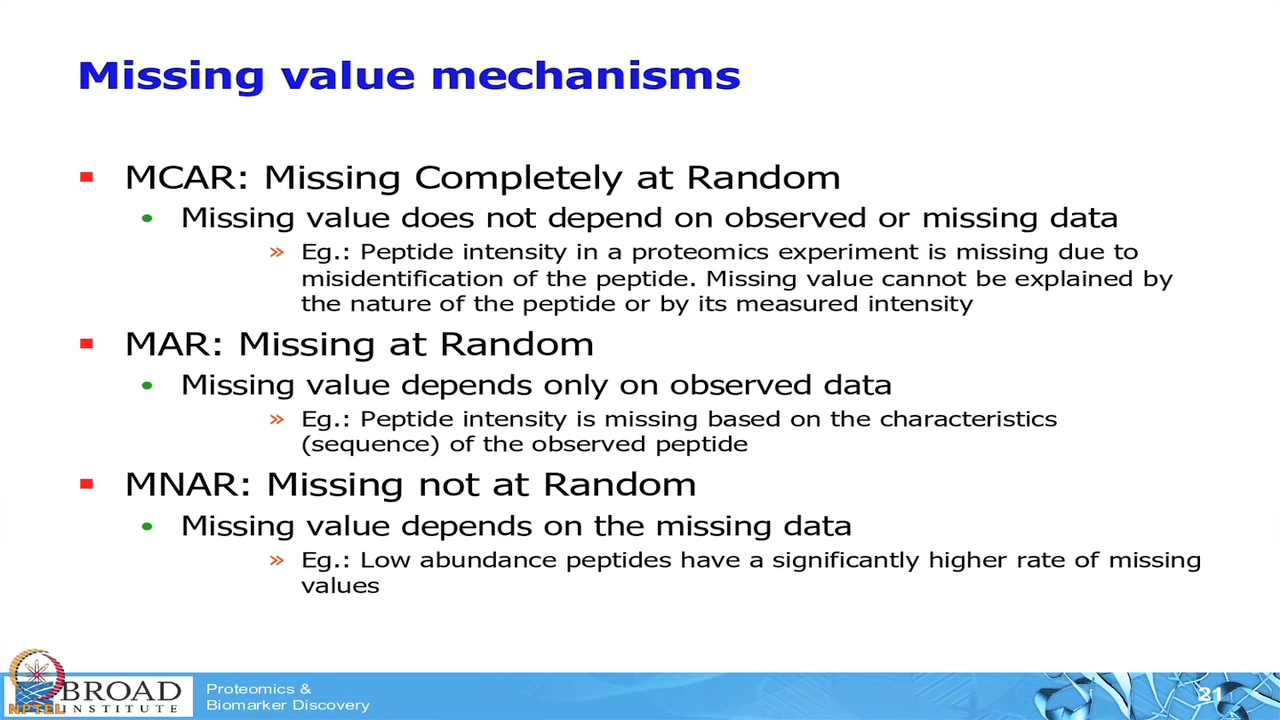 Missing value mechanisms
MCAR: Missing Completely at Random
Missing value does not depend on observed or missing data
» Eg.: Peptide intensity in a proteomics experiment is missing due to
misidentification of the peptide. Missing value cannot be explained by
the nature of the peptide or by its measured intensity
MAR: Missing at Random
Missing value depends only on observed data
» Eg.: Peptide intensity is missing based on the characteristics
(sequence) of the observed peptide
MNAR: Missing not at Random
Missing value depends on the missing data
» Eg.: Low abundance peptides have a significantly higher rate of missing
values
BROAD
INSTITUTE
NPTEL
Proteomics &
Biomarker Discovery
21